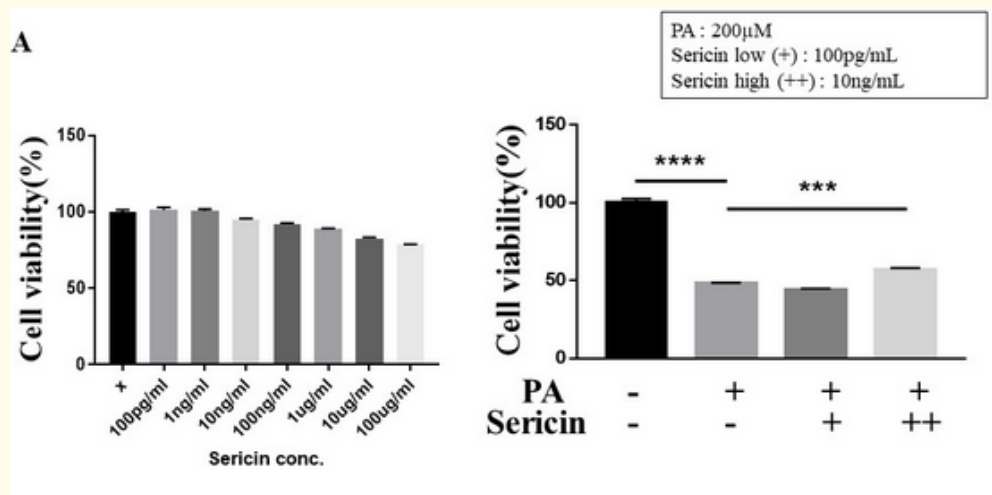 A
PA : 200µM
Sericin low (+) : 100pg/mL
Sericin high (++) : 10ng/mL
Cell viability(%)
150
100
50
0
x
100pg/ml
1ng/ml
10ng/ml
100ng/ml
1ug/ml
10ug/ml
100ug/ml
Sericin conc.
Cell viability(%)
150
100
50
0
****
***
PA - + + +
Sericin - - + ++